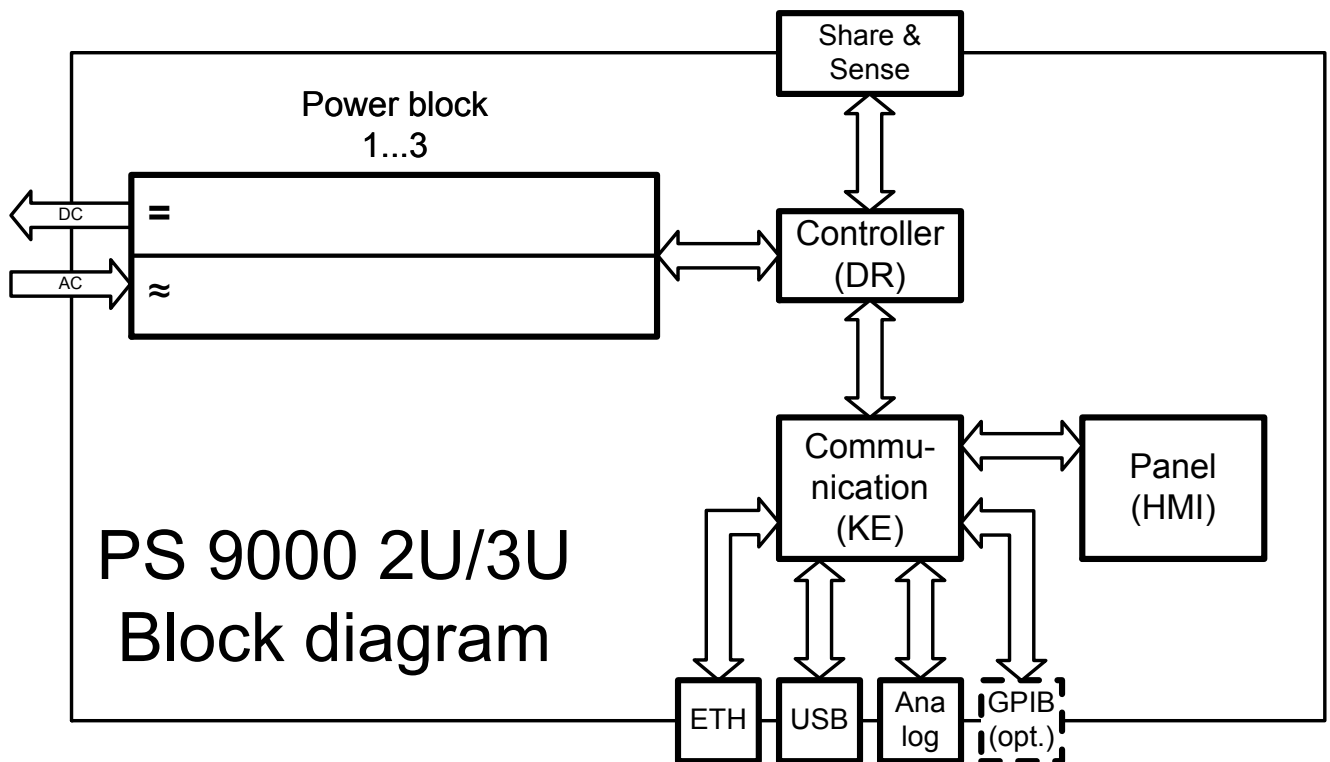 Share &
Sense
Power block
1...3
DC
=
AC
≈
Controller
(DR)
Commu-
nication
(KE)
Panel
(HMI)
PS 9000 2U/3U
Block diagram
ETH
USB
Ana
log
GPIB
(opt.)